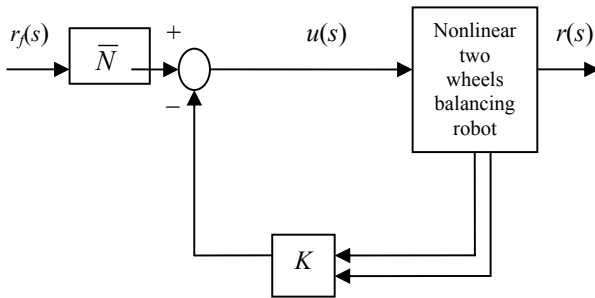 r_f(s)
N̅
+
−
u(s)
Nonlinear
two
wheels
balancing
robot
r(s)
K